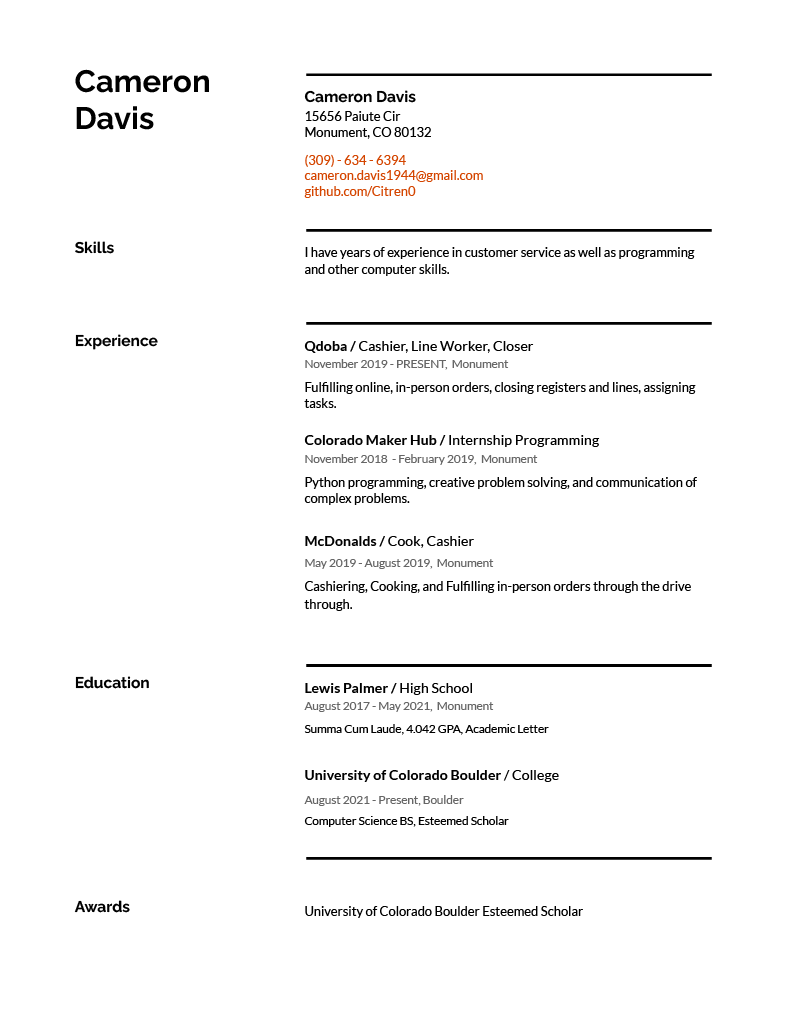 Cameron
Davis
Cameron Davis
15656 Paiute Cir
Monument, CO 80132
(309) - 634 - 6394
cameron.davis1944@gmail.com
github.com/Citren0
Skills
I have years of experience in customer service as well as programming
and other computer skills.
Experience
Qdoba / Cashier, Line Worker, Closer
November 2019 - PRESENT, Monument
Fulfilling online, in-person orders, closing registers and lines, assigning
tasks.
Colorado Maker Hub / Internship Programming
November 2018 - February 2019, Monument
Python programming, creative problem solving, and communication of
complex problems.
McDonalds / Cook, Cashier
May 2019 - August 2019, Monument
Cashiering, Cooking, and Fulfilling in-person orders through the drive
through.
Education
Lewis Palmer / High School
August 2017 - May 2021, Monument
Summa Cum Laude, 4.042 GPA, Academic Letter
University of Colorado Boulder / College
August 2021 - Present, Boulder
Computer Science BS, Esteemed Scholar
Awards
University of Colorado Boulder Esteemed Scholar